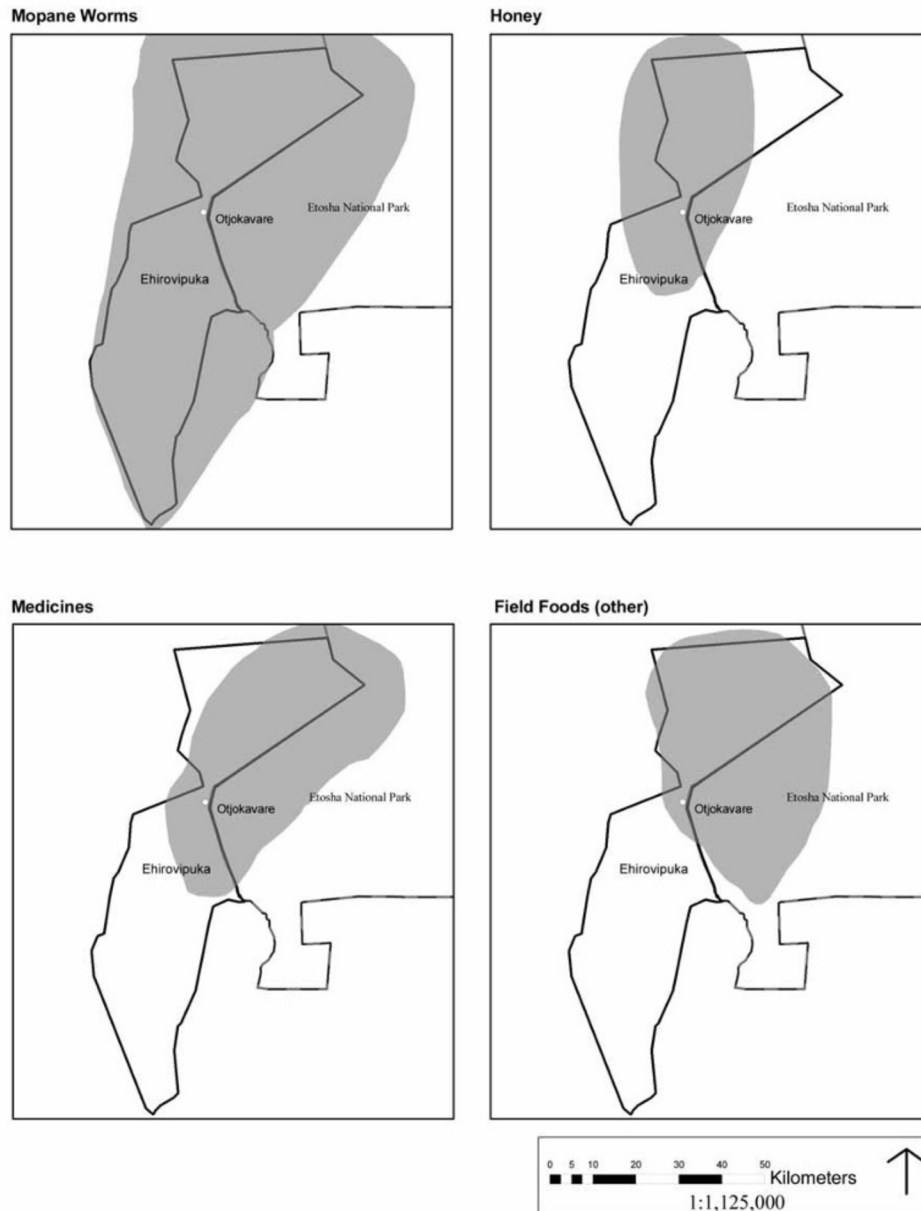 Mopane Worms
Honey
Etosha National Park
Otjokavare
Ehirovipuka
Etosha National Park
Otjokavare
Ehirovipuka
Medicines
Field Foods (other)
Etosha National Park
Otjokavare
Ehirovipuka
Etosha National Park
Otjokavare
Ehirovipuka
0 5 10 20 30 40 50
Kilometers
1:1,125,000